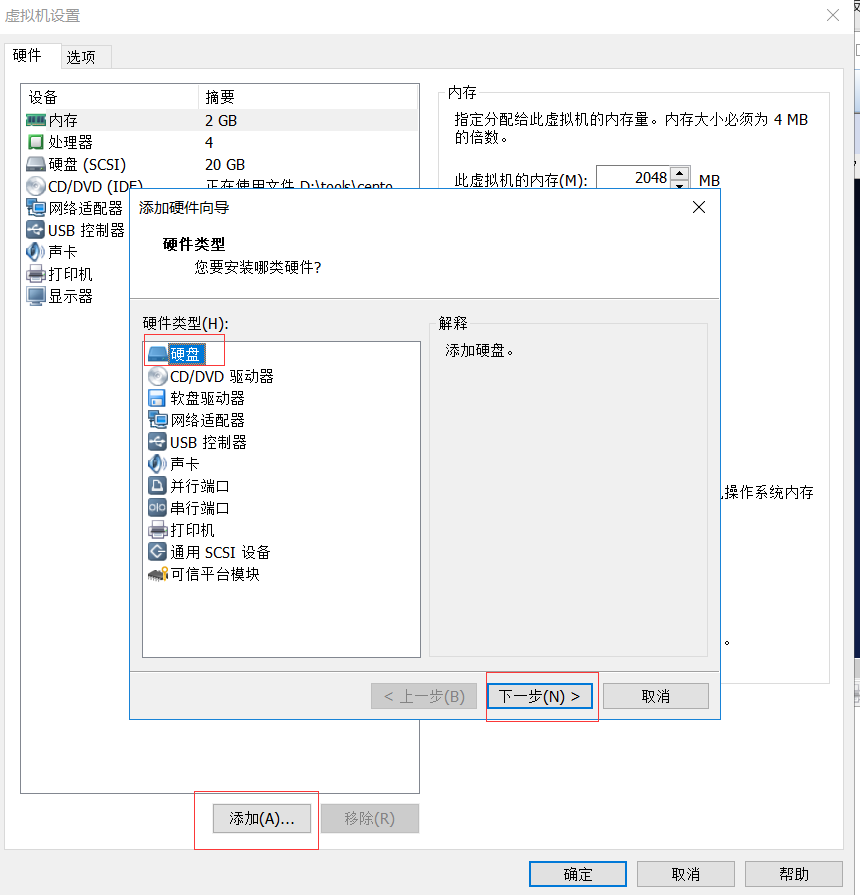 虚拟机设置
硬件 选项
设备 摘要
内存 2 GB
处理器 4
硬盘 (SCSI) 20 GB
CD/DVD (IDE) 正在使用文件 D:\tools\cento
网络适配器
USB 控制器
声卡
打印机
显示器
内存
指定分配给此虚拟机的内存量。内存大小必须为 4 MB
的倍数。
此虚拟机的内存(M): 2048 MB
添加硬件向导
硬件类型
您要安装哪类硬件?
硬件类型(H):
硬盘
CD/DVD 驱动器
软盘驱动器
网络适配器
USB 控制器
声卡
并行端口
串行端口
打印机
通用 SCSI 设备
可信平台模块
解释
添加硬盘。
操作系统内存
。
< 上一步(B) 下一步(N) > 取消
添加(A)... 移除(R)
确定 取消 帮助